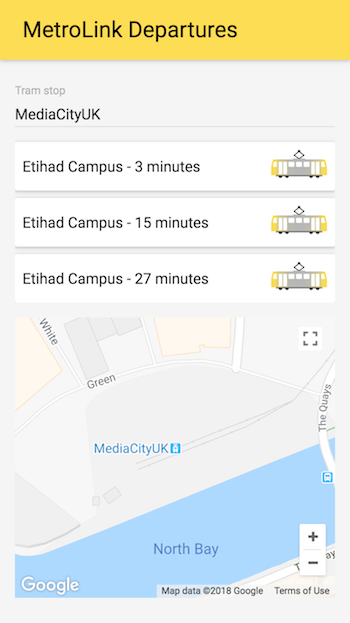 MetroLink Departures
Tram stop
MediaCityUK
Etihad Campus - 3 minutes
Etihad Campus - 15 minutes
Etihad Campus - 27 minutes
White
Green
The Quays
MediaCityUK
North Bay
+
−
Google
Map data ©2018 Google
Terms of Use